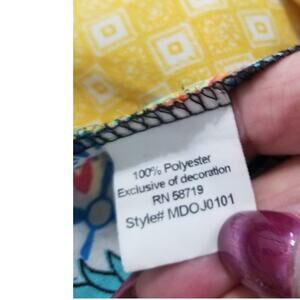 100% Polyester
Exclusive of decoration
RN 58719
Style# MDOJ0101